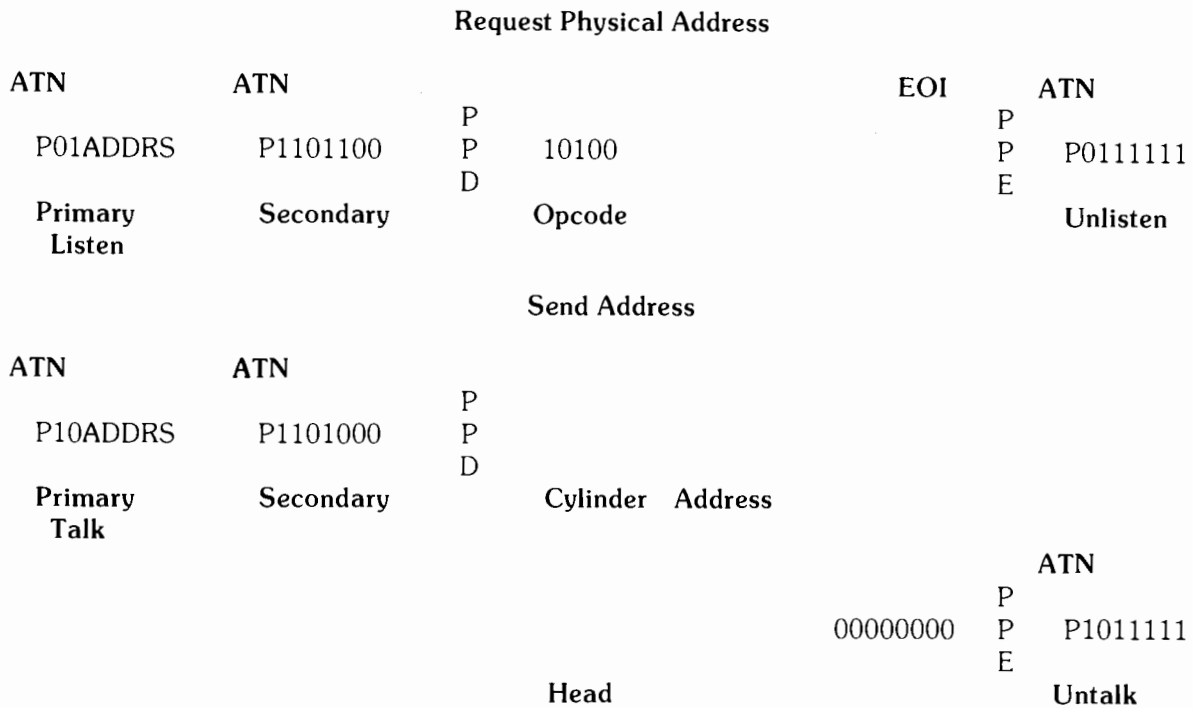 Request Physical Address
ATN ATN EOI ATN
P P
P01ADDRS P1101100 P 10100 P P0111111
D E
Primary Secondary Opcode Unlisten
Listen
Send Address
ATN ATN
P
P10ADDRS P1101000 P
D
Primary Secondary Cylinder Address
Talk
ATN
P
00000000 P P1011111
E
Head Untalk